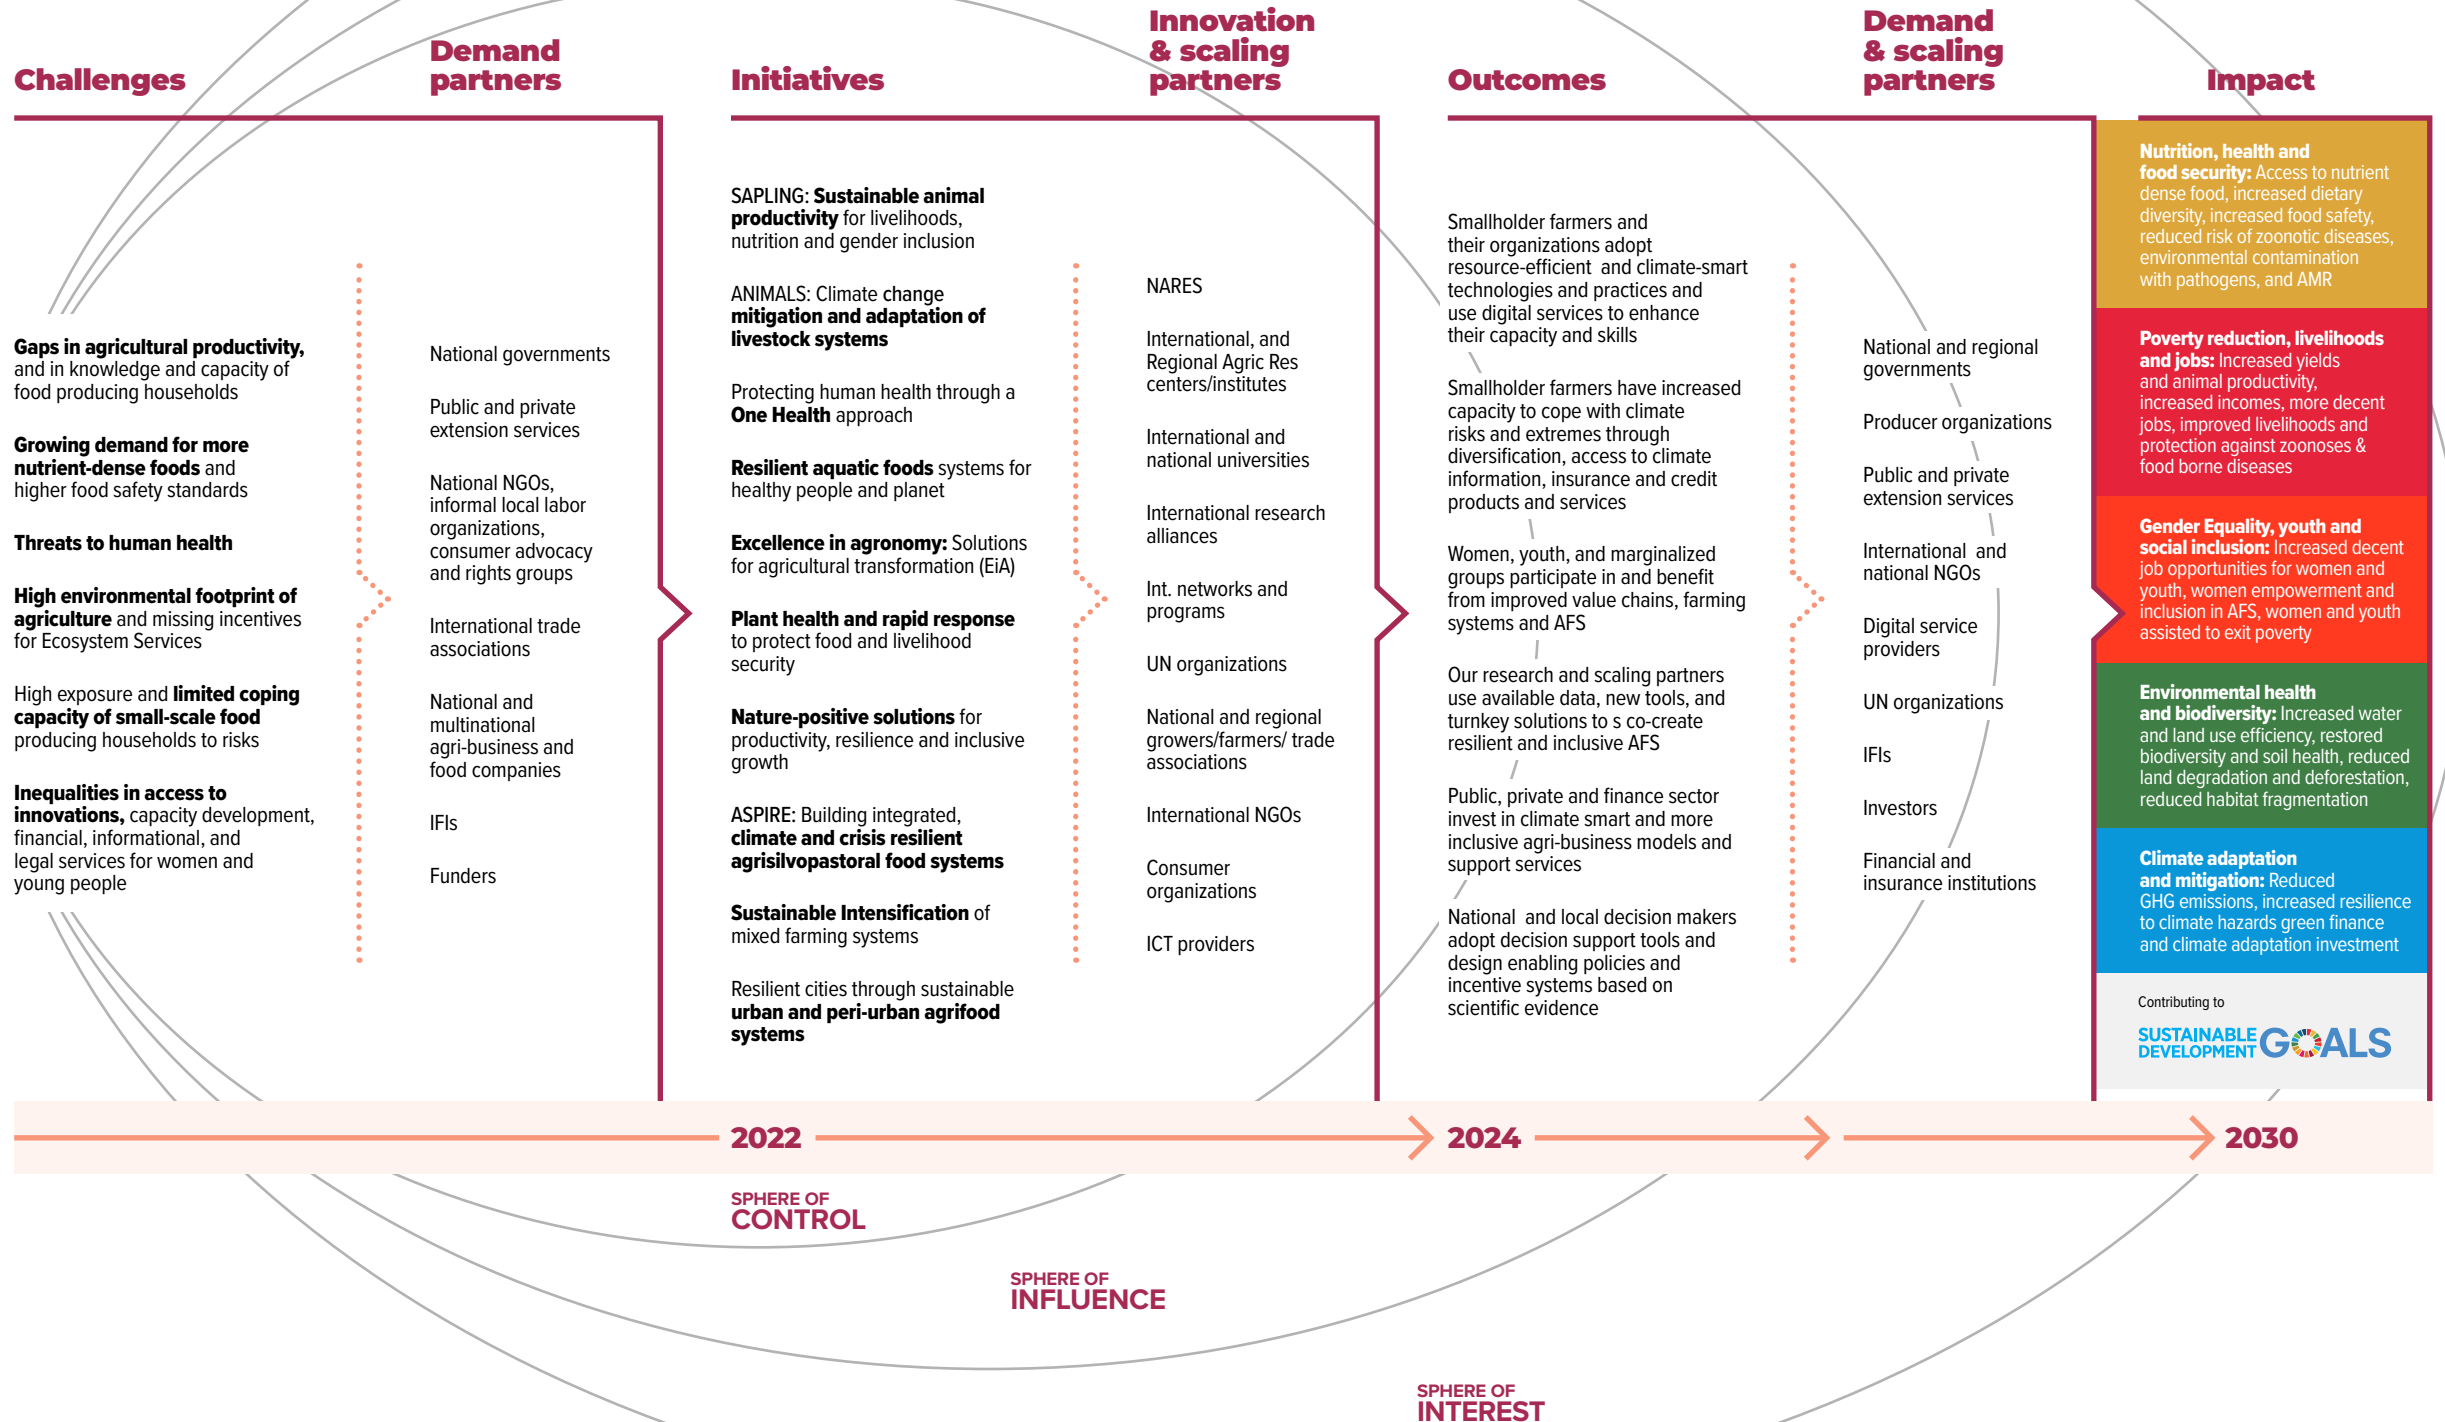 Challenges
Gaps in agricultural productivity,
and in knowledge and capacity of
food producing households
Growing demand for more
nutrient-dense foods and
higher food safety standards
Threats to human health
High environmental footprint of
agriculture and missing incentives
for Ecosystem Services
High exposure and limited coping
capacity of small-scale food
producing households to risks
Inequalities in access to
innovations, capacity development,
financial, informational, and
legal services for women and
young people
Demand
partners
National governments
Public and private
extension services
National NGOs,
informal local labor
organizations,
consumer advocacy
and rights groups
International trade
associations
National and
multinational
agri-business and
food companies
IFIs
Funders
Initiatives
SAPLING: Sustainable animal
productivity for livelihoods,
nutrition and gender inclusion
ANIMALS: Climate change
mitigation and adaptation of
livestock systems
Protecting human health through a
One Health approach
Resilient aquatic foods systems for
healthy people and planet
Excellence in agronomy: Solutions
for agricultural transformation (EiA)
Plant health and rapid response
to protect food and livelihood
security
Nature-positive solutions for
productivity, resilience and inclusive
growth
ASPIRE: Building integrated,
climate and crisis resilient
agrisilvopastoral food systems
Sustainable Intensification of
mixed farming systems
Resilient cities through sustainable
urban and peri-urban agrifood
systems
Innovation
& scaling
partners
NARES
International, and
Regional Agric Res
centers/institutes
International and
national universities
International research
alliances
Int. networks and
programs
UN organizations
National and regional
growers/farmers/ trade
associations
International NGOs
Consumer
organizations
ICT providers
Outcomes
Smallholder farmers and
their organizations adopt
resource-efficient and climate-smart
technologies and practices and
use digital services to enhance
their capacity and skills
Smallholder farmers have increased
capacity to cope with climate
risks and extremes through
diversification, access to climate
information, insurance and credit
products and services
Women, youth, and marginalized
groups participate in and benefit
from improved value chains, farming
systems and AFS
Our research and scaling partners
use available data, new tools, and
turnkey solutions to s co-create
resilient and inclusive AFS
Public, private and finance sector
invest in climate smart and more
inclusive agri-business models and
support services
National and local decision makers
adopt decision support tools and
design enabling policies and
incentive systems based on
scientific evidence
Demand
& scaling
partners
National and regional
governments
Producer organizations
Public and private
extension services
International and
national NGOs
Digital service
providers
UN organizations
IFIs
Investors
Financial and
insurance institutions
Impact
Nutrition, health and
food security: Access to nutrient
dense food, increased dietary
diversity, increased food safety,
reduced risk of zoonotic diseases,
environmental contamination
with pathogens, and AMR
Poverty reduction, livelihoods
and jobs: Increased yields
and animal productivity,
increased incomes, more decent
jobs, improved livelihoods and
protection against zoonoses &
food borne diseases
Gender Equality, youth and
social inclusion: Increased decent
job opportunities for women and
youth, women empowerment and
inclusion in AFS, women and youth
assisted to exit poverty
Environmental health
and biodiversity: Increased water
and land use efficiency, restored
biodiversity and soil health, reduced
land degradation and deforestation,
reduced habitat fragmentation
Climate adaptation
and mitigation: Reduced
GHG emissions, increased resilience
to climate hazards green finance
and climate adaptation investment
Contributing to
SUSTAINABLE
DEVELOPMENT GOALS
2022
2024
2030
SPHERE OF
CONTROL
SPHERE OF
INFLUENCE
SPHERE OF
INTEREST